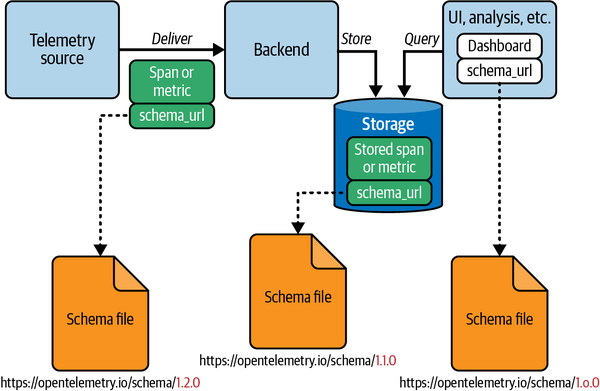 Telemetry
source
Deliver
Span or
metric
schema_url
Backend
Store
Query
UI, analysis, etc.
Dashboard
schema_url
Storage
Stored span
or metric
schema_url
Schema file
https://opentelemetry.io/schema/1.2.0
Schema file
https://opentelemetry.io/schema/1.1.0
Schema file
https://opentelemetry.io/schema/1.o.0